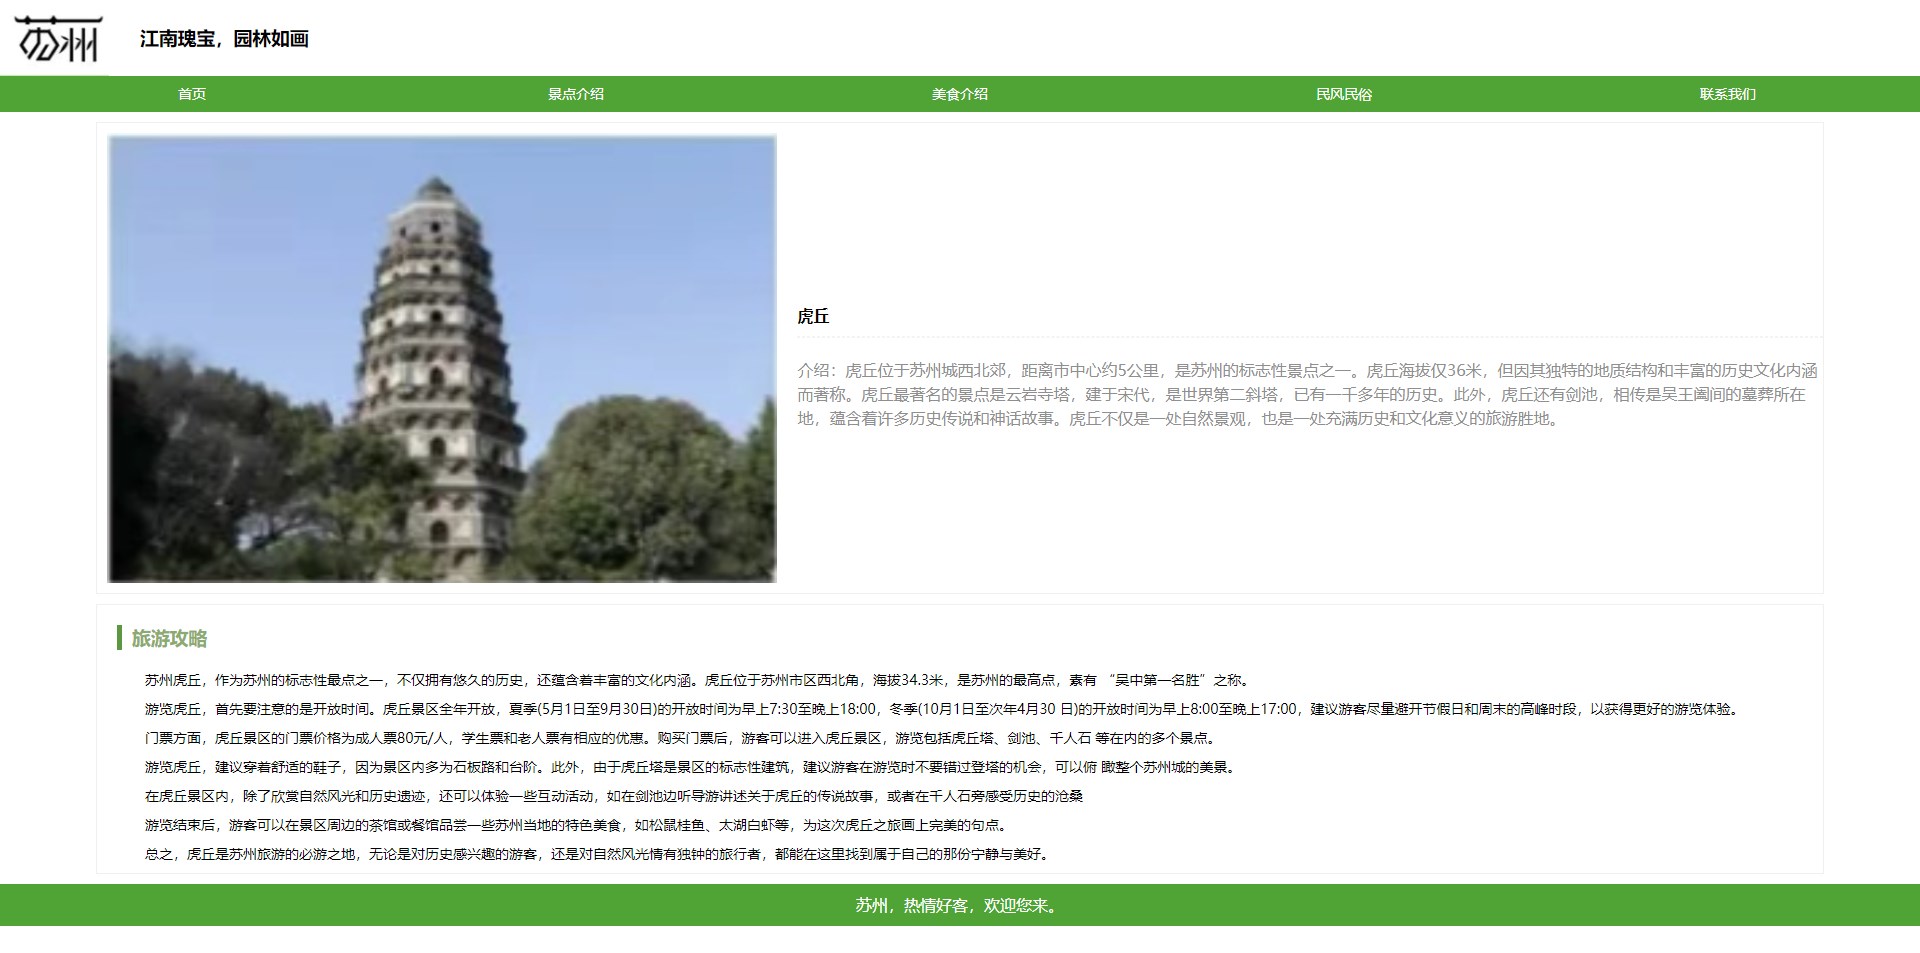 苏州
江南瑰宝，园林如画
首页 景点介绍 美食介绍 民风民俗 联系我们
虎丘
介绍：虎丘位于苏州城西北郊，距离市中心约5公里，是苏州的标志性景点之一。虎丘海拔仅36米，但因其独特的地质结构和丰富的历史文化内涵
而著称。虎丘最著名的景点是云岩寺塔，建于宋代，是世界第二斜塔，已有一千多年的历史。此外，虎丘还有剑池，相传是吴王阖闾的墓葬所在
地，蕴含着许多历史传说和神话故事。虎丘不仅是一处自然景观，也是一处充满历史和文化意义的旅游胜地。
旅游攻略
苏州虎丘，作为苏州的标志性最点之一，不仅拥有悠久的历史，还蕴含着丰富的文化内涵。虎丘位于苏州市区西北角，海拔34.3米，是苏州的最高点，素有 “吴中第一名胜”之称。
游览虎丘，首先要注意的是开放时间。虎丘景区全年开放，夏季(5月1日至9月30日)的开放时间为早上7:30至晚上18:00，冬季(10月1日至次年4月30 日)的开放时间为早上8:00至晚上17:00，建议游客尽量避开节假日和周末的高峰时段，以获得更好的游览体验。
门票方面，虎丘景区的门票价格为成人票80元/人，学生票和老人票有相应的优惠。购买门票后，游客可以进入虎丘景区，游览包括虎丘塔、剑池、千人石 等在内的多个景点。
游览虎丘，建议穿着舒适的鞋子，因为景区内多为石板路和台阶。此外，由于虎丘塔是景区的标志性建筑，建议游客在游览时不要错过登塔的机会，可以俯 瞰整个苏州城的美景。
在虎丘景区内，除了欣赏自然风光和历史遗迹，还可以体验一些互动活动，如在剑池边听导游讲述关于虎丘的传说故事，或者在千人石旁感受历史的沧桑
游览结束后，游客可以在景区周边的茶馆或餐馆品尝一些苏州当地的特色美食，如松鼠桂鱼、太湖白虾等，为这次虎丘之旅画上完美的句点。
总之，虎丘是苏州旅游的必游之地，无论是对历史感兴趣的游客，还是对自然风光情有独钟的旅行者，都能在这里找到属于自己的那份宁静与美好。
苏州，热情好客，欢迎您来。